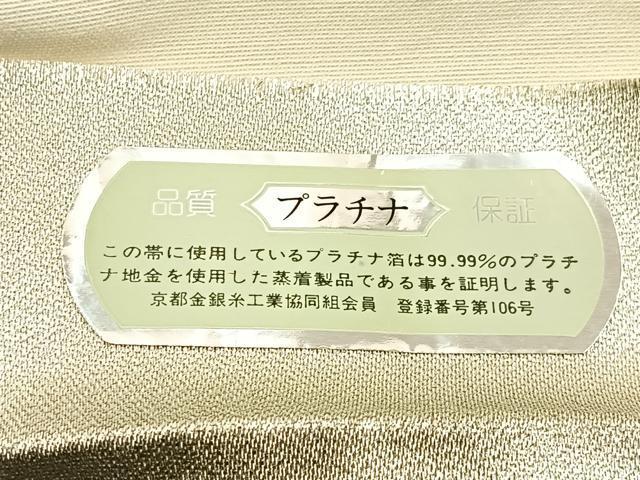 品質 プラチナ 保証
この帯に使用しているプラチナ箔は99.99%のプラチ
ナ地金を使用した蒸着製品である事を証明します。
京都金銀糸工業協同組合員 登録番号第106号